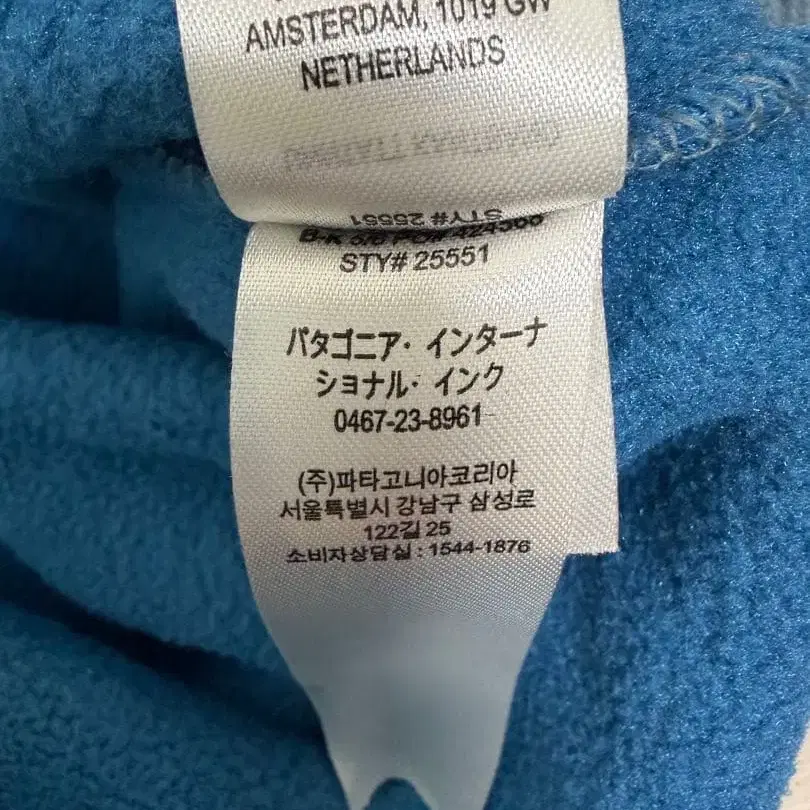 AMSTERDAM, 1019 GW
NETHERLANDS
STY# 25551
STY# 25551
パタゴニア・インターナ
ショナル・インク
0467-23-8961
(주)파타고니아코리아
서울특별시 강남구 삼성로
122길 25
소비자상담실 : 1544-1876